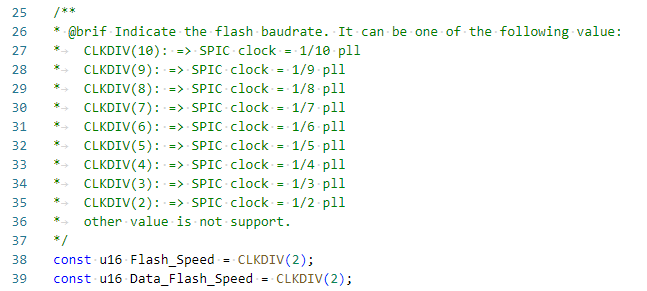 25 /**
26 * @brif Indicate the flash baudrate. It can be one of the following value:
27 * CLKDIV(10): => SPIC clock = 1/10 pll
28 * CLKDIV(9): => SPIC clock = 1/9 pll
29 * CLKDIV(8): => SPIC clock = 1/8 pll
30 * CLKDIV(7): => SPIC clock = 1/7 pll
31 * CLKDIV(6): => SPIC clock = 1/6 pll
32 * CLKDIV(5): => SPIC clock = 1/5 pll
33 * CLKDIV(4): => SPIC clock = 1/4 pll
34 * CLKDIV(3): => SPIC clock = 1/3 pll
35 * CLKDIV(2): => SPIC clock = 1/2 pll
36 * other value is not support.
37 */
38 const u16 Flash_Speed = CLKDIV(2);
39 const u16 Data_Flash_Speed = CLKDIV(2);